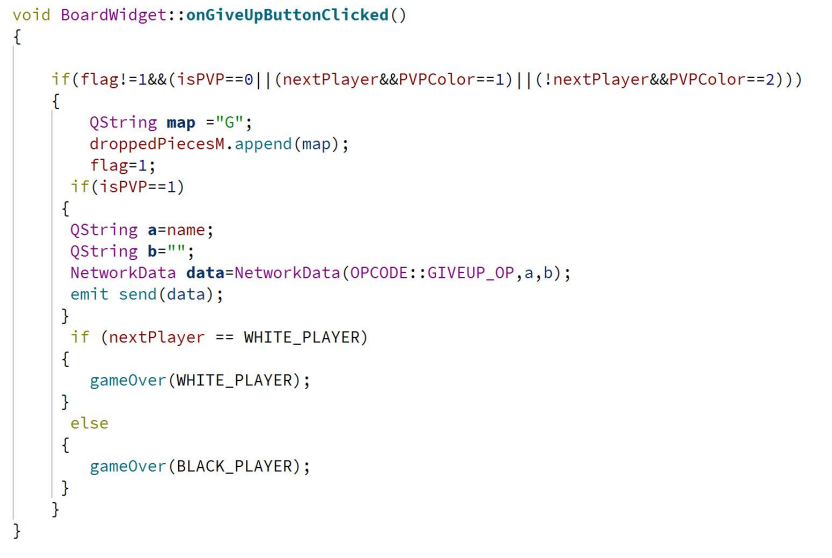 void BoardWidget::onGiveUpButtonClicked()
{
if(flag!=1&&(isPVP==0||(nextPlayer&&PVPColor==1)||(!nextPlayer&&PVPColor==2)))
{
QString map ="G";
droppedPiecesM.append(map);
flag=1;
if(isPVP==1)
{
QString a=name;
QString b="";
NetworkData data=NetworkData(OPCODE::GIVEUP_OP,a,b);
emit send(data);
}
if (nextPlayer == WHITE_PLAYER)
{
gameOver(WHITE_PLAYER);
}
else
{
gameOver(BLACK_PLAYER);
}
}
}